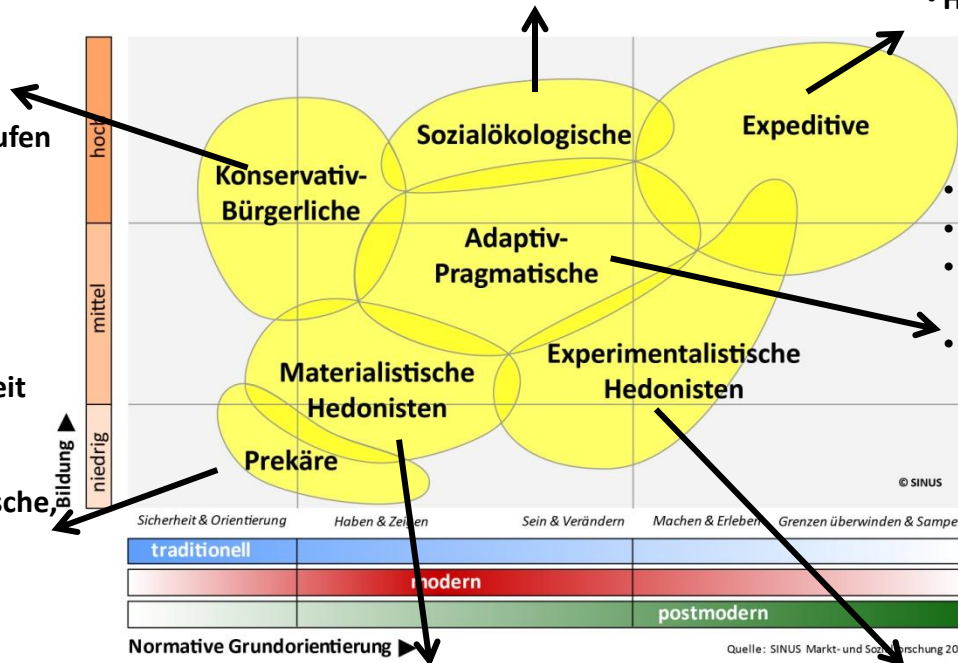 • H
ufen
hoch
Sozialökologische
Expeditive
Konservativ-
Bürgerliche
Adaptiv-
Pragmatische
mittel
Materialistische
Hedonisten
Experimentalistische
Hedonisten
eit
niedrig
Bildung ▶
Prekäre
sche,
© SINUS
Sicherheit & Orientierung
Haben & Zeigen
Sein & Verändern
Machen & Erleben
Grenzen überwinden & Sampe
traditionell
modern
postmodern
Normative Grundorientierung ▶
Quelle: SINUS Markt- und Sozialforschung 20